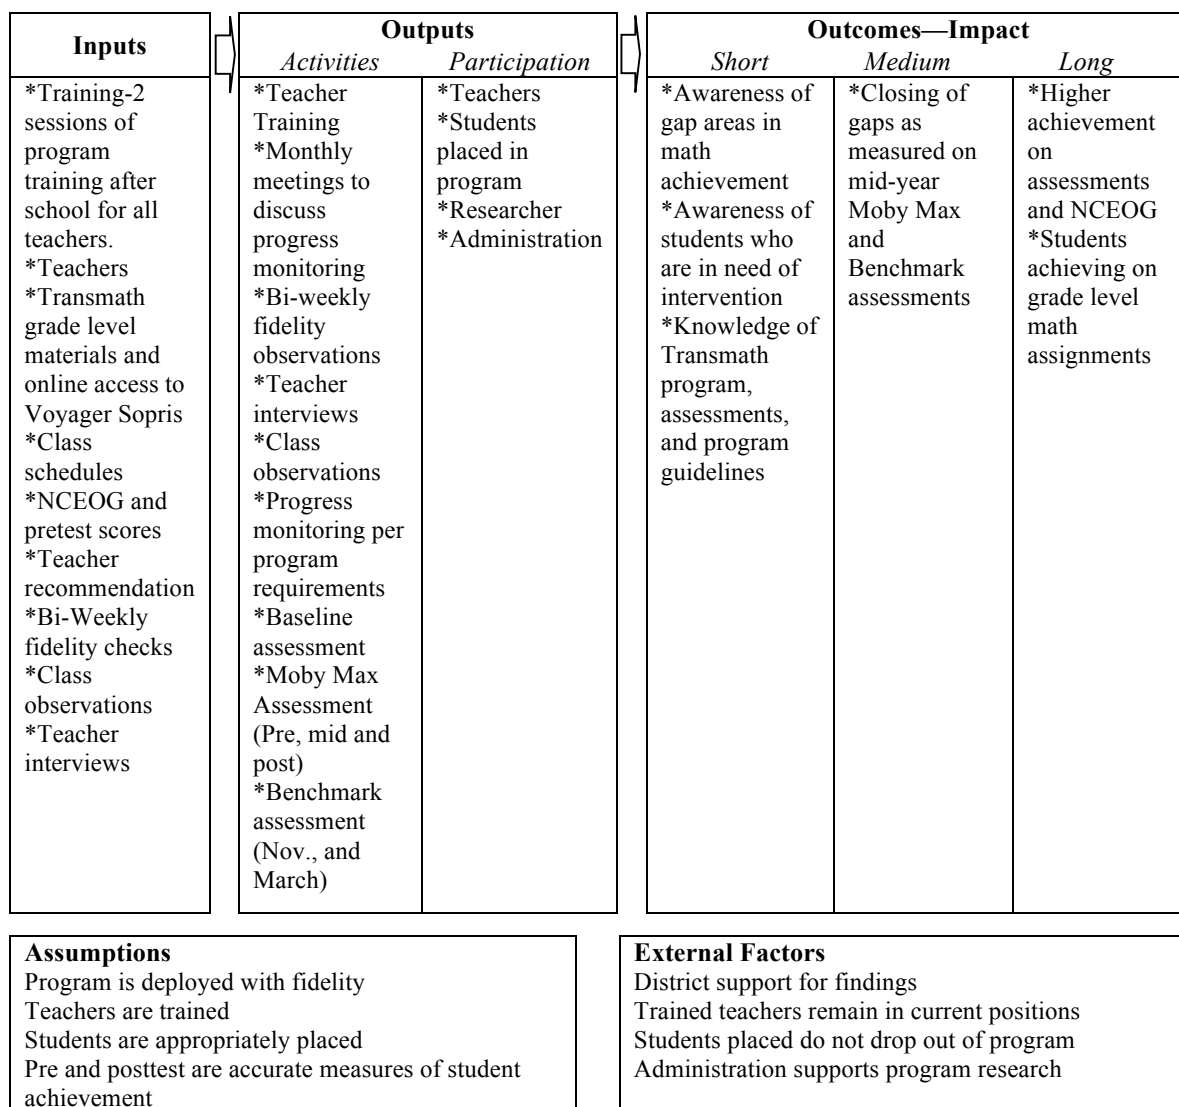 Inputs
*Training-2
sessions of
program
training after
school for all
teachers.
*Teachers
*Transmath
grade level
materials and
online access to
Voyager Sopris
*Class
schedules
*NCEOG and
pretest scores
*Teacher
recommendation
*Bi-Weekly
fidelity checks
*Class
observations
*Teacher
interviews
Outputs
Activities
*Teacher
Training
*Monthly
meetings to
discuss
progress
monitoring
*Bi-weekly
fidelity
observations
*Teacher
interviews
*Class
observations
*Progress
monitoring per
program
requirements
*Baseline
assessment
*Moby Max
Assessment
(Pre, mid and
post)
*Benchmark
assessment
(Nov., and
March)
Participation
*Teachers
*Students
placed in
program
*Researcher
*Administration
Outcomes—Impact
Short
*Awareness of
gap areas in
math
achievement
*Awareness of
students who
are in need of
intervention
*Knowledge of
Transmath
program,
assessments,
and program
guidelines
Medium
*Closing of
gaps as
measured on
mid-year
Moby Max
and
Benchmark
assessments
Long
*Higher
achievement
on
assessments
and NCEOG
*Students
achieving on
grade level
math
assignments
Assumptions
Program is deployed with fidelity
Teachers are trained
Students are appropriately placed
Pre and posttest are accurate measures of student
achievement
External Factors
District support for findings
Trained teachers remain in current positions
Students placed do not drop out of program
Administration supports program research